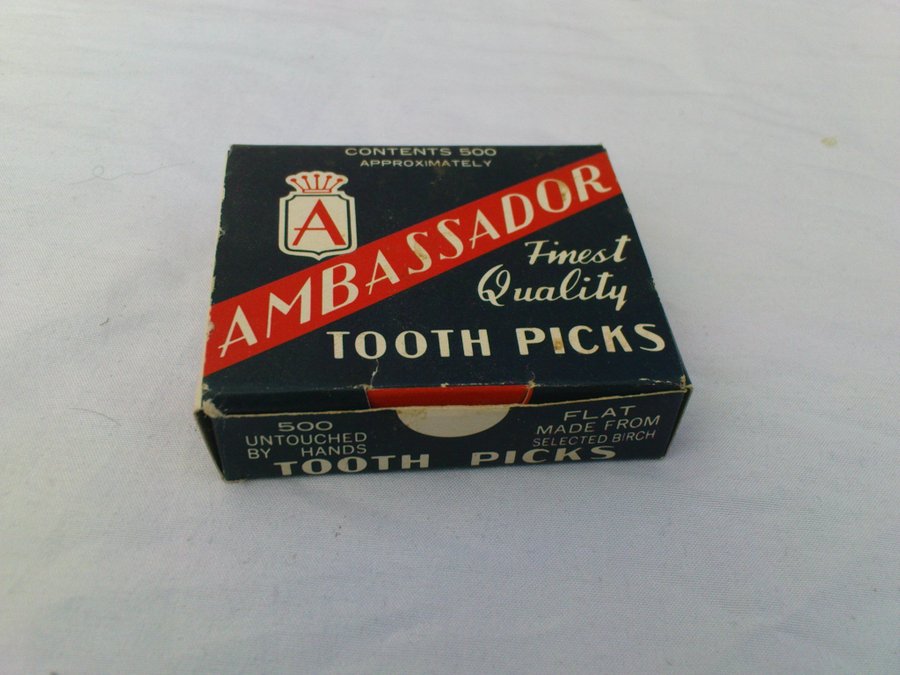 CONTENTS 500
APPROXIMATELY
A
AMBASSADOR
Finest
Quality
TOOTH PICKS
500
UNTOUCHED
BY HANDS
FLAT
MADE FROM
SELECTED BIRCH
TOOTH PICKS